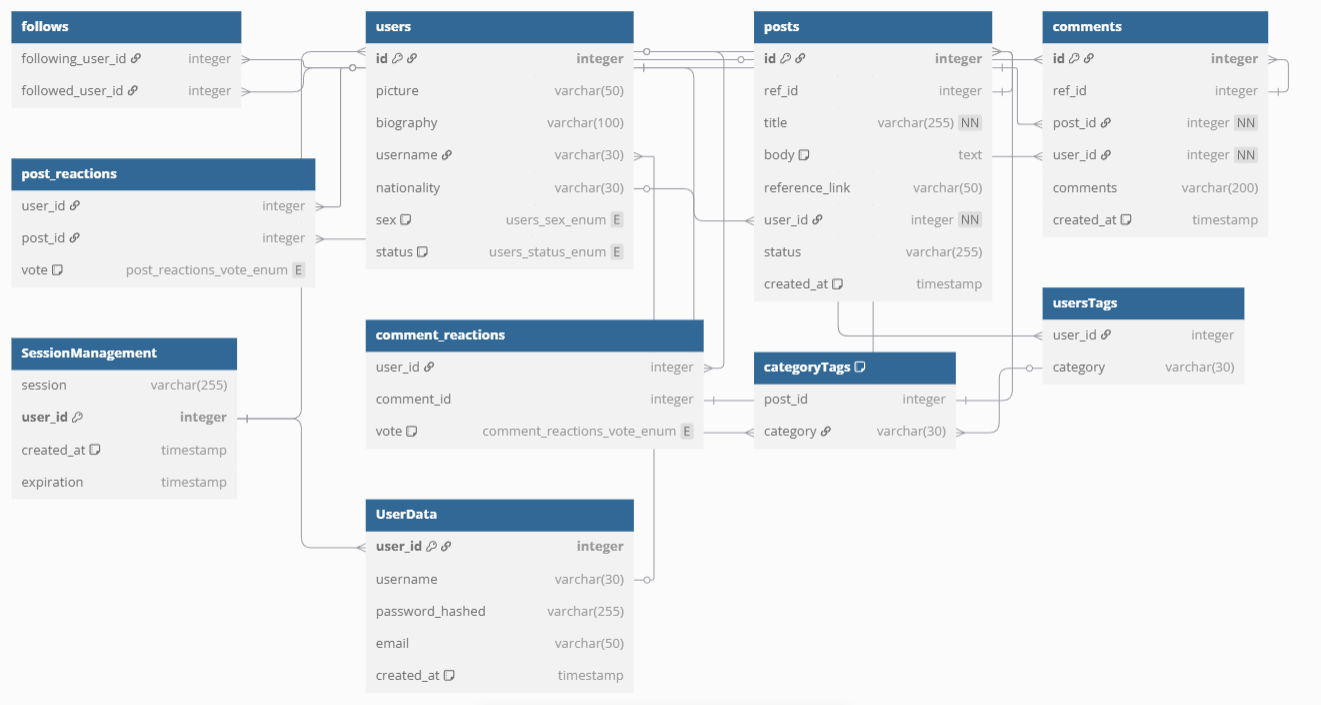 follows
following_user_id integer
followed_user_id integer
users
id integer
picture varchar(50)
biography varchar(100)
username varchar(30)
nationality varchar(30)
sex users_sex_enum E
status users_status_enum E
posts
id integer
ref_id integer
title varchar(255) NN
body text
reference_link varchar(50)
user_id integer NN
status varchar(255)
created_at timestamp
comments
id integer
ref_id integer
post_id integer NN
user_id integer NN
comments varchar(200)
created_at timestamp
post_reactions
user_id integer
post_id integer
vote post_reactions_vote_enum E
usersTags
user_id integer
category varchar(30)
comment_reactions
user_id integer
comment_id integer
vote comment_reactions_vote_enum E
categoryTags
post_id integer
category varchar(30)
SessionManagement
session varchar(255)
user_id integer
created_at timestamp
expiration timestamp
UserData
user_id integer
username varchar(30)
password_hashed varchar(255)
email varchar(50)
created_at timestamp